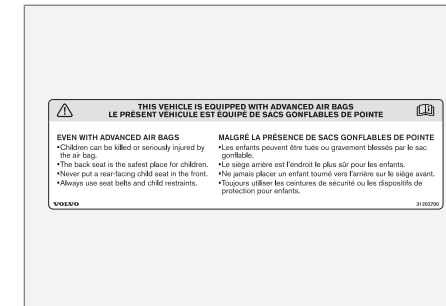 THIS VEHICLE IS EQUIPPED WITH ADVANCED AIR BAGS
LE PRÉSENT VÉHICULE EST ÉQUIPÉ DE SACS GONFLABLES DE POINTE
EVEN WITH ADVANCED AIR BAGS
•Children can be killed or seriously injured by
the air bag.
•The back seat is the safest place for children.
•Never put a rear-facing child seat in the front.
•Always use seat belts and child restraints.
VOLVO
MALGRÉ LA PRÉSENCE DE SACS GONFLABLES DE POINTE
•Les enfants peuvent être tués ou gravement blessés par le sac
gonflable.
•Le siège arrière est l'endroit le plus sûr pour les enfants.
•Ne jamais placer un enfant tourné vers l'arrière sur le siège avant.
•Toujours utiliser les ceintures de sécurité ou les dispositifs de
protection pour enfants.
31202700